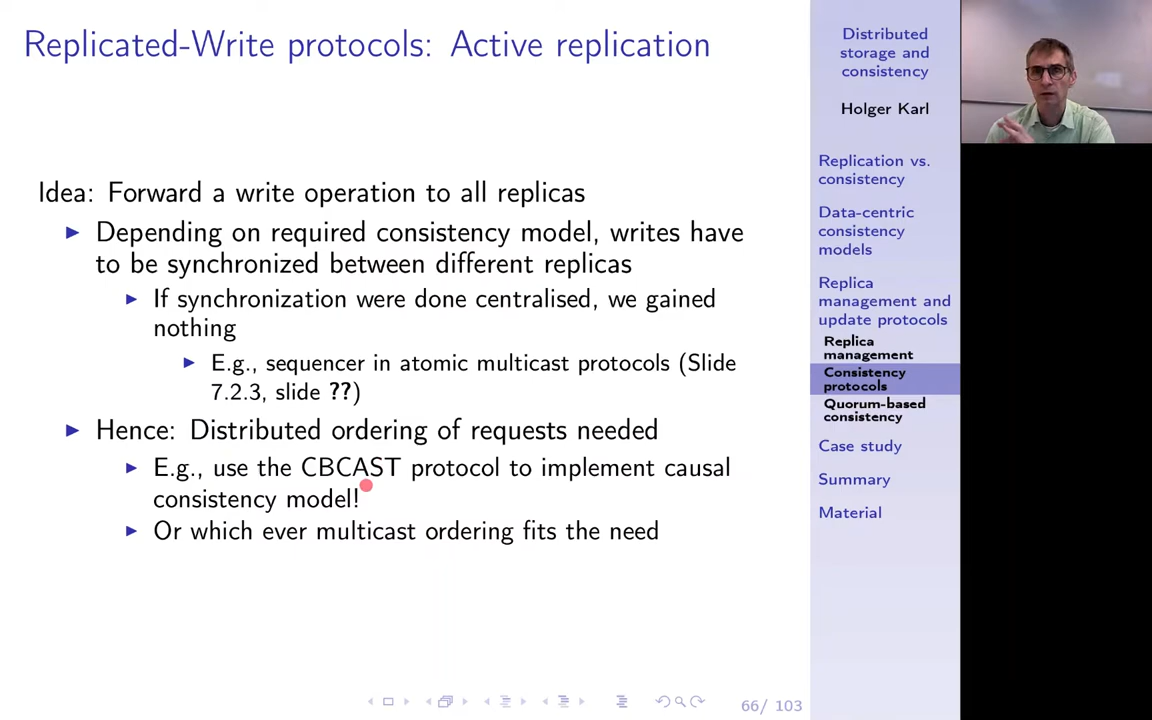 Replicated-Write protocols: Active replication
Idea: Forward a write operation to all replicas
Depending on required consistency model, writes have
to be synchronized between different replicas
If synchronization were done centralised, we gained
nothing
E.g., sequencer in atomic multicast protocols (Slide
7.2.3, slide ??)
Hence: Distributed ordering of requests needed
E.g., use the CBCAST protocol to implement causal
consistency model!
Or which ever multicast ordering fits the need
66/ 103
Distributed
storage and
consistency
Holger Karl
Replication vs.
consistency
Data-centric
consistency
models
Replica
management and
update protocols
Replica
management
Consistency
protocols
Quorum-based
consistency
Case study
Summary
Material